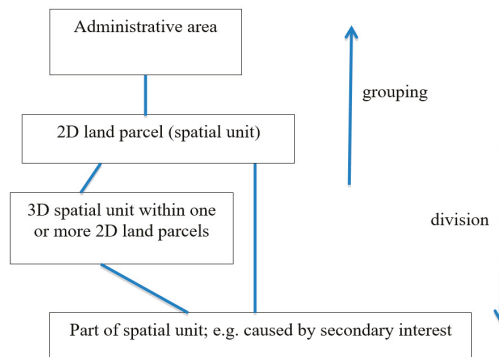 Administrative area
grouping
2D land parcel (spatial unit)
3D spatial unit within one
or more 2D land parcels
division
Part of spatial unit; e.g. caused by secondary interest